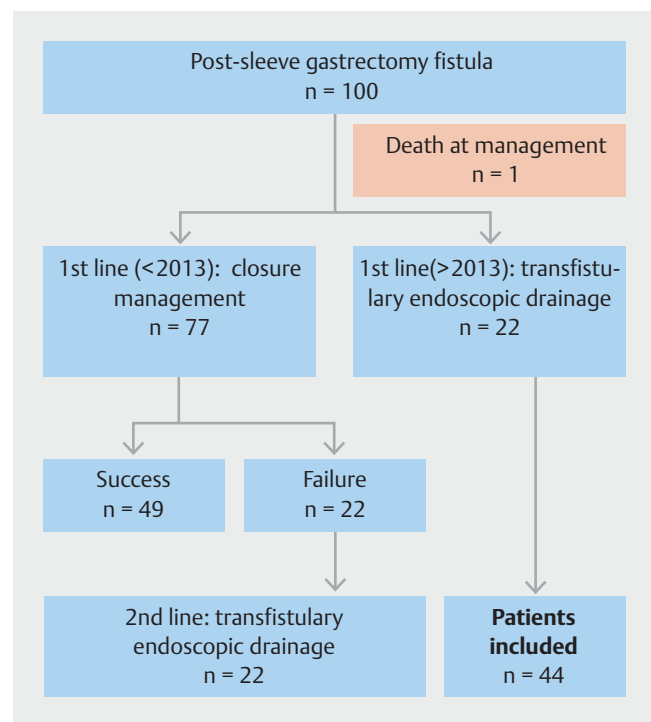 Post-sleeve gastrectomy fistula
n = 100
Death at management
n = 1
1st line (<2013): closure
management
n = 77
1st line(>2013): transfistu-
lary endoscopic drainage
n = 22
Success
n = 49
Failure
n = 22
2nd line: transfistulary
endoscopic drainage
n = 22
Patients
included
n = 44